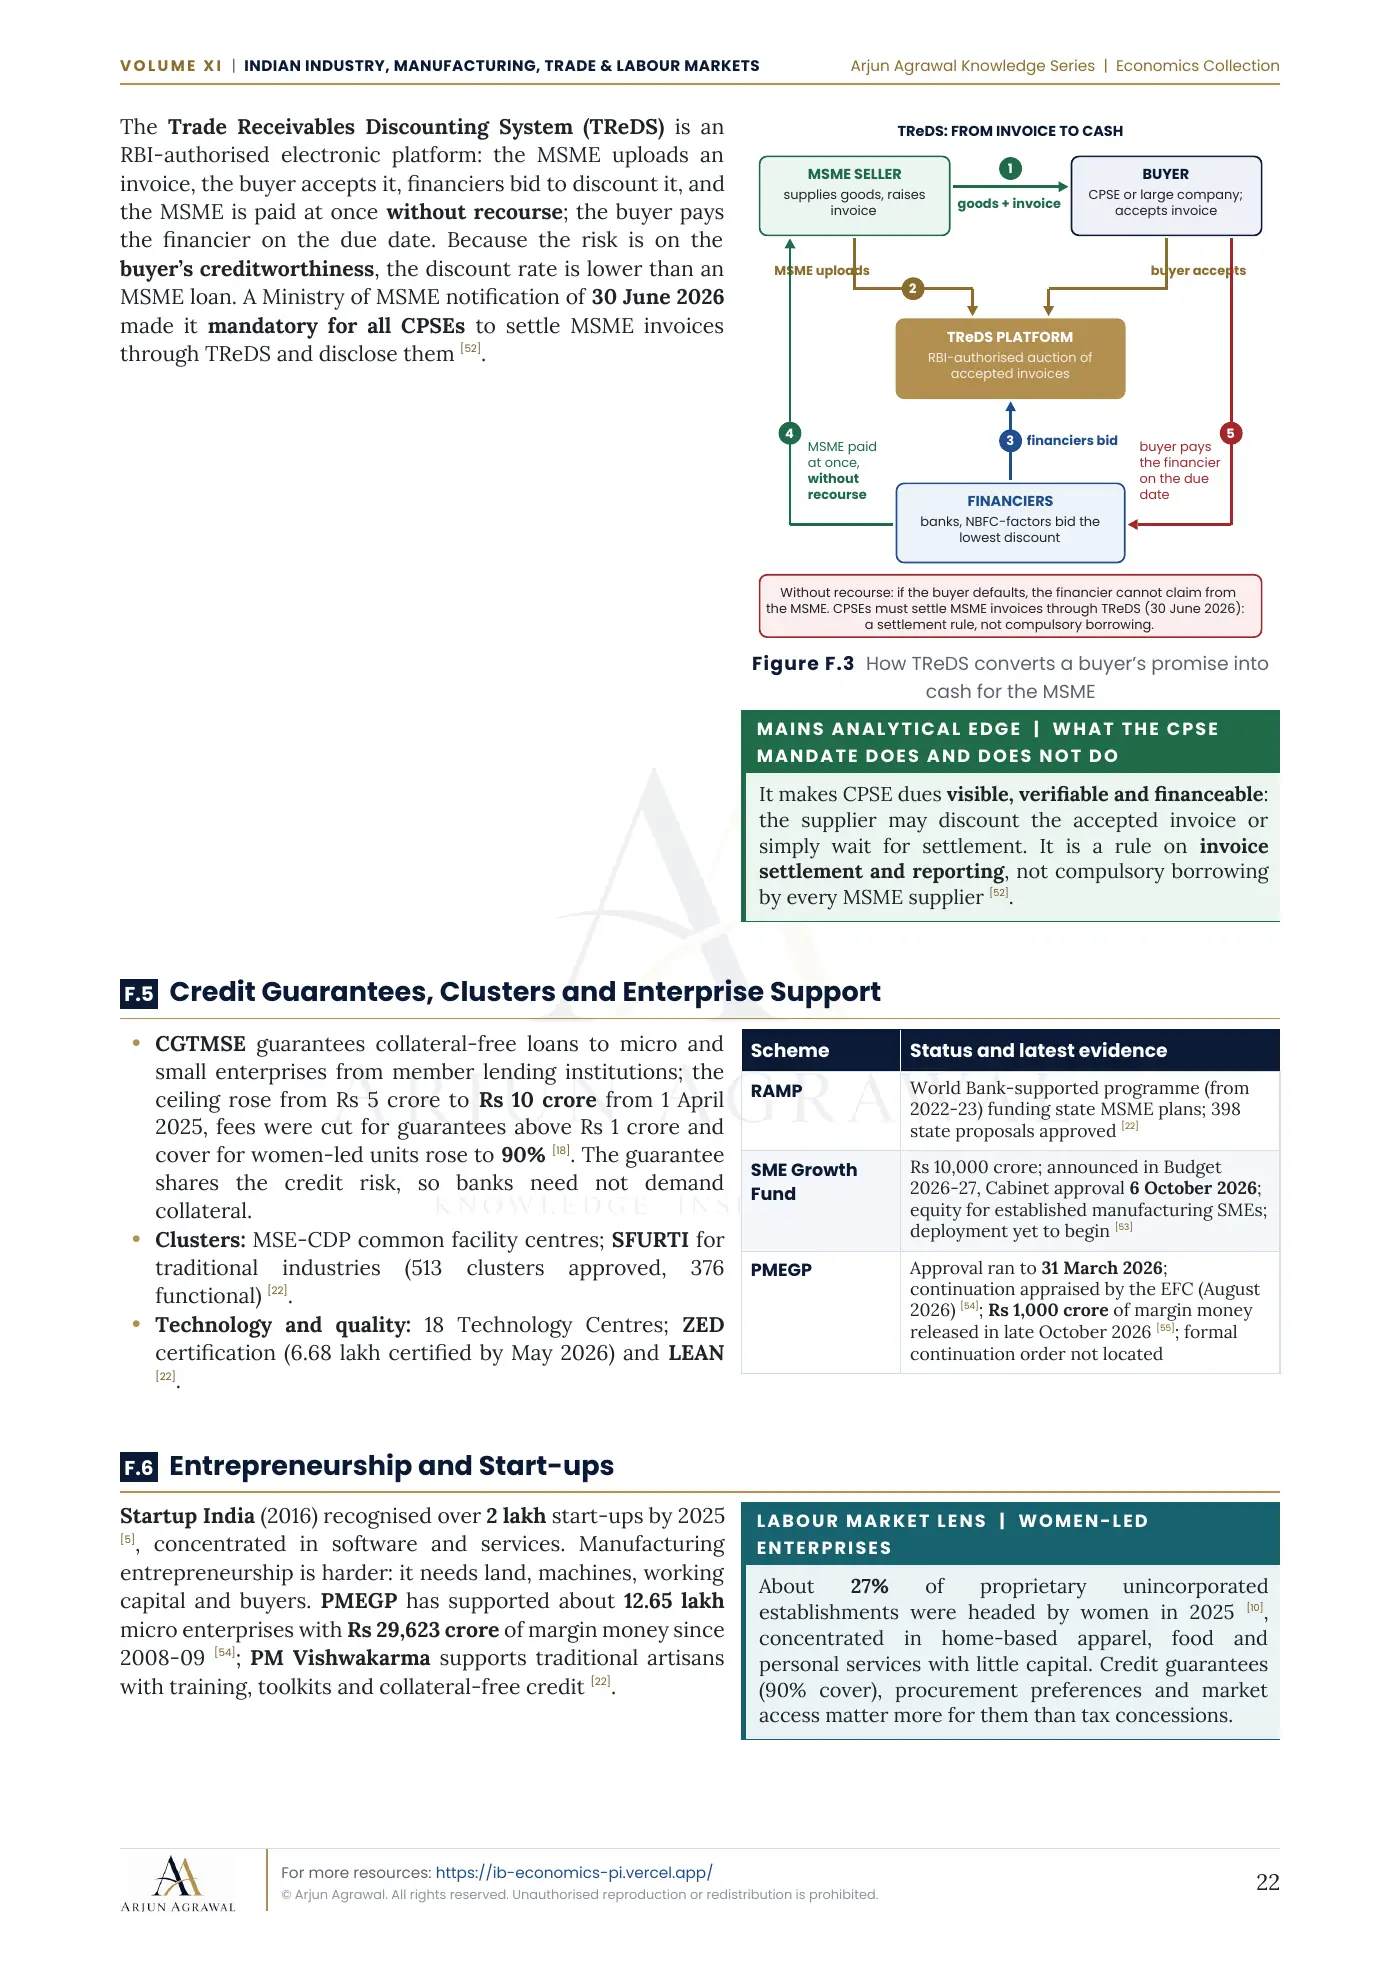 VOLUME XI | INDIAN INDUSTRY, MANUFACTURING, TRADE & LABOUR MARKETS
Arjun Agrawal Knowledge Series | Economics Collection
The Trade Receivables Discounting System (TReDS) is an
RBI-authorised electronic platform: the MSME uploads an
invoice, the buyer accepts it, financiers bid to discount it, and
the MSME is paid at once without recourse; the buyer pays
the financier on the due date. Because the risk is on the
buyer's creditworthiness, the discount rate is lower than an
MSME loan. A Ministry of MSME notification of 30 June 2026
made it mandatory for all CPSEs to settle MSME invoices
through TReDS and disclose them [52].
TReDS: FROM INVOICE TO CASH
MSME SELLER
supplies goods, raises
invoice
1
goods + invoice
BUYER
CPSE or large company;
accepts invoice
MSME uploads
2
buyer accepts
TReDS PLATFORM
RBI-authorised auction of
accepted invoices
4
MSME paid
at once,
without
recourse
3 financiers bid
5
buyer pays
the financier
on the due
date
FINANCIERS
banks, NBFC-factors bid the
lowest discount
Without recourse: if the buyer defaults, the financier cannot claim from
the MSME. CPSEs must settle MSME invoices through TReDS (30 June 2026):
a settlement rule, not compulsory borrowing.
Figure F.3 How TReDS converts a buyer's promise into
cash for the MSME
MAINS ANALYTICAL EDGE | WHAT THE CPSE
MANDATE DOES AND DOES NOT DO
It makes CPSE dues visible, verifiable and financeable:
the supplier may discount the accepted invoice or
simply wait for settlement. It is a rule on invoice
settlement and reporting, not compulsory borrowing
by every MSME supplier [52].
F.5 Credit Guarantees, Clusters and Enterprise Support
• CGTMSE guarantees collateral-free loans to micro and
small enterprises from member lending institutions; the
ceiling rose from Rs 5 crore to Rs 10 crore from 1 April
2025, fees were cut for guarantees above Rs 1 crore and
cover for women-led units rose to 90% [18]. The guarantee
shares the credit risk, so banks need not demand
collateral.
• Clusters: MSE-CDP common facility centres; SFURTI for
traditional industries (513 clusters approved, 376
functional) [22].
• Technology and quality: 18 Technology Centres; ZED
certification (6.68 lakh certified by May 2026) and LEAN
[22].
Scheme
Status and latest evidence
RAMP
World Bank-supported programme (from
2022-23) funding state MSME plans; 398
state proposals approved [22]
SME Growth
Fund
Rs 10,000 crore; announced in Budget
2026-27, Cabinet approval 6 October 2026;
equity for established manufacturing SMEs;
deployment yet to begin [53]
PMEGP
Approval ran to 31 March 2026;
continuation appraised by the EFC (August
2026) [54]; Rs 1,000 crore of margin money
released in late October 2026 [55]; formal
continuation order not located
F.6 Entrepreneurship and Start-ups
Startup India (2016) recognised over 2 lakh start-ups by 2025
[5], concentrated in software and services. Manufacturing
entrepreneurship is harder: it needs land, machines, working
capital and buyers. PMEGP has supported about 12.65 lakh
micro enterprises with Rs 29,623 crore of margin money since
2008-09 [54]; PM Vishwakarma supports traditional artisans
with training, toolkits and collateral-free credit [22].
LABOUR MARKET LENS | WOMEN-LED
ENTERPRISES
About 27% of proprietary unincorporated
establishments were headed by women in 2025 [10],
concentrated in home-based apparel, food and
personal services with little capital. Credit guarantees
(90% cover), procurement preferences and market
access matter more for them than tax concessions.
ARJUN AGRAWAL
For more resources: https://ib-economics-pi.vercel.app/
© Arjun Agrawal. All rights reserved. Unauthorised reproduction or redistribution is prohibited.
22